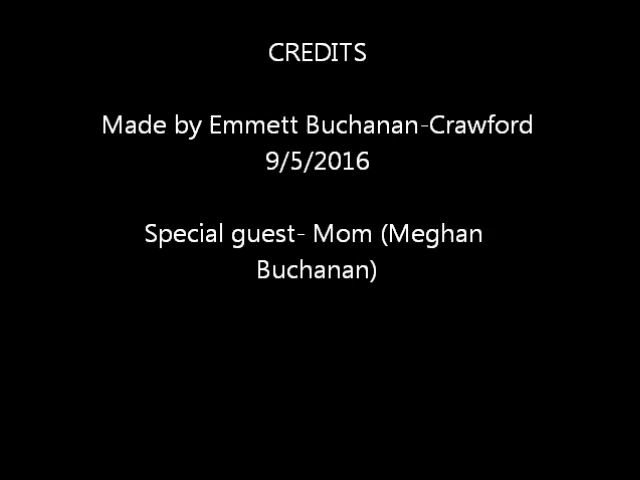 CREDITS
Made by Emmett Buchanan-Crawford
9/5/2016
Special guest- Mom (Meghan
Buchanan)